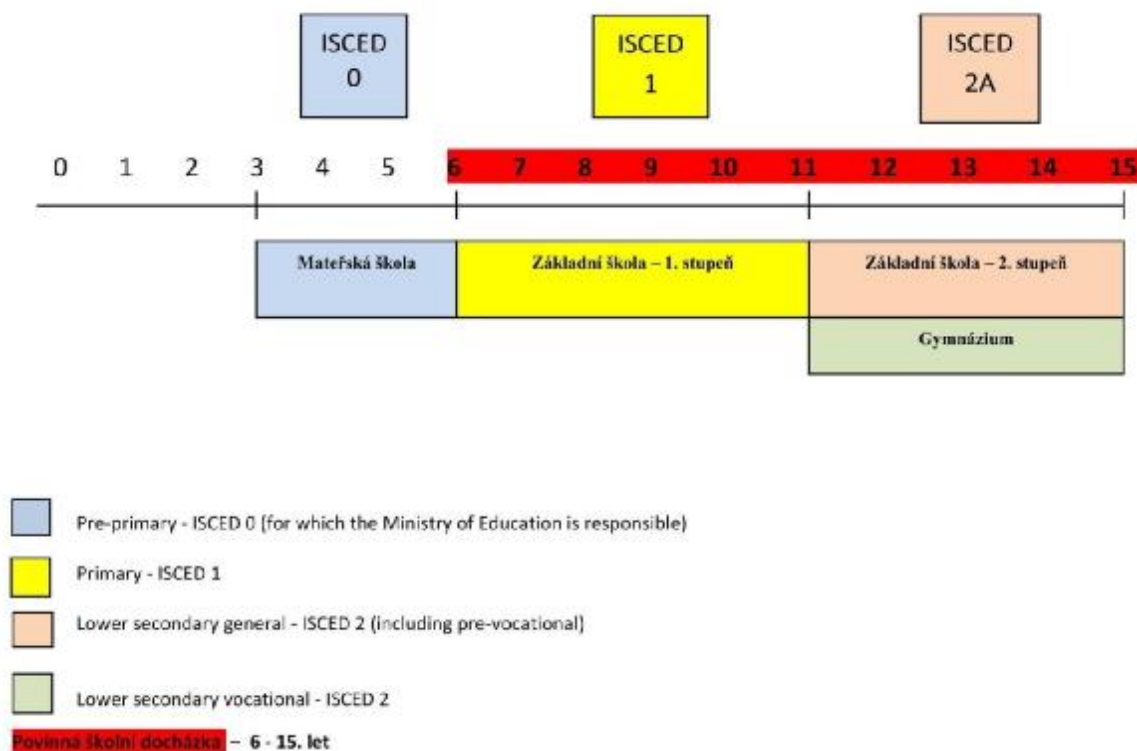 ISCED
0
ISCED
1
ISCED
2A
0 1 2 3 4 5 6 7 8 9 10 11 12 13 14 15
Mateřská škola
Základní škola – 1. stupeň
Základní škola – 2. stupeň
Gymnázium
Pre-primary - ISCED 0 (for which the Ministry of Education is responsible)
Primary - ISCED 1
Lower secondary general - ISCED 2 (including pre-vocational)
Lower secondary vocational - ISCED 2
Povinná školní docházka – 6 - 15. let